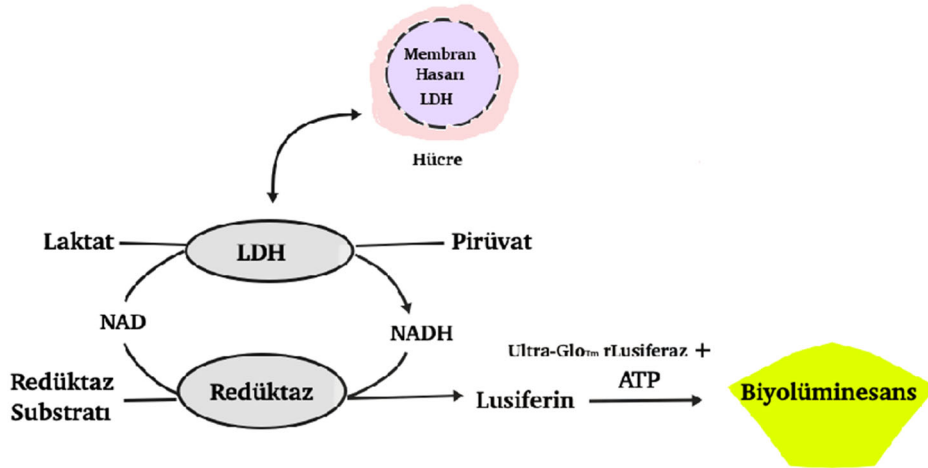 Membran
Hasarı
LDH
Hücre
Laktat
LDH
Pirüvat
NAD
NADH
Redüktaz
Substratı
Redüktaz
Lusiferin
Ultra-Glo™ rLusiferaz +
ATP
Biyolüminesans